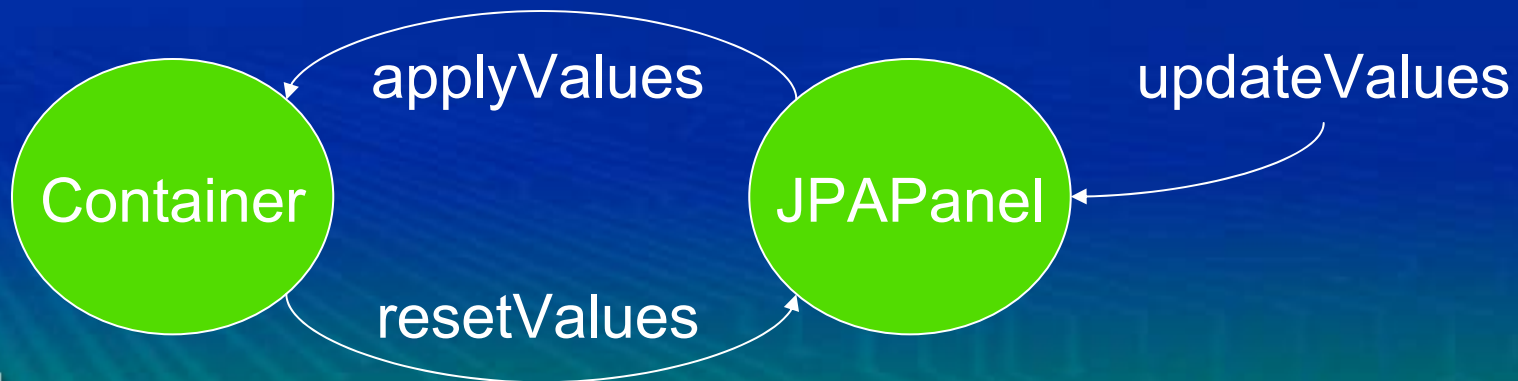 applyValues
updateValues
Container
JPAPanel
resetValues